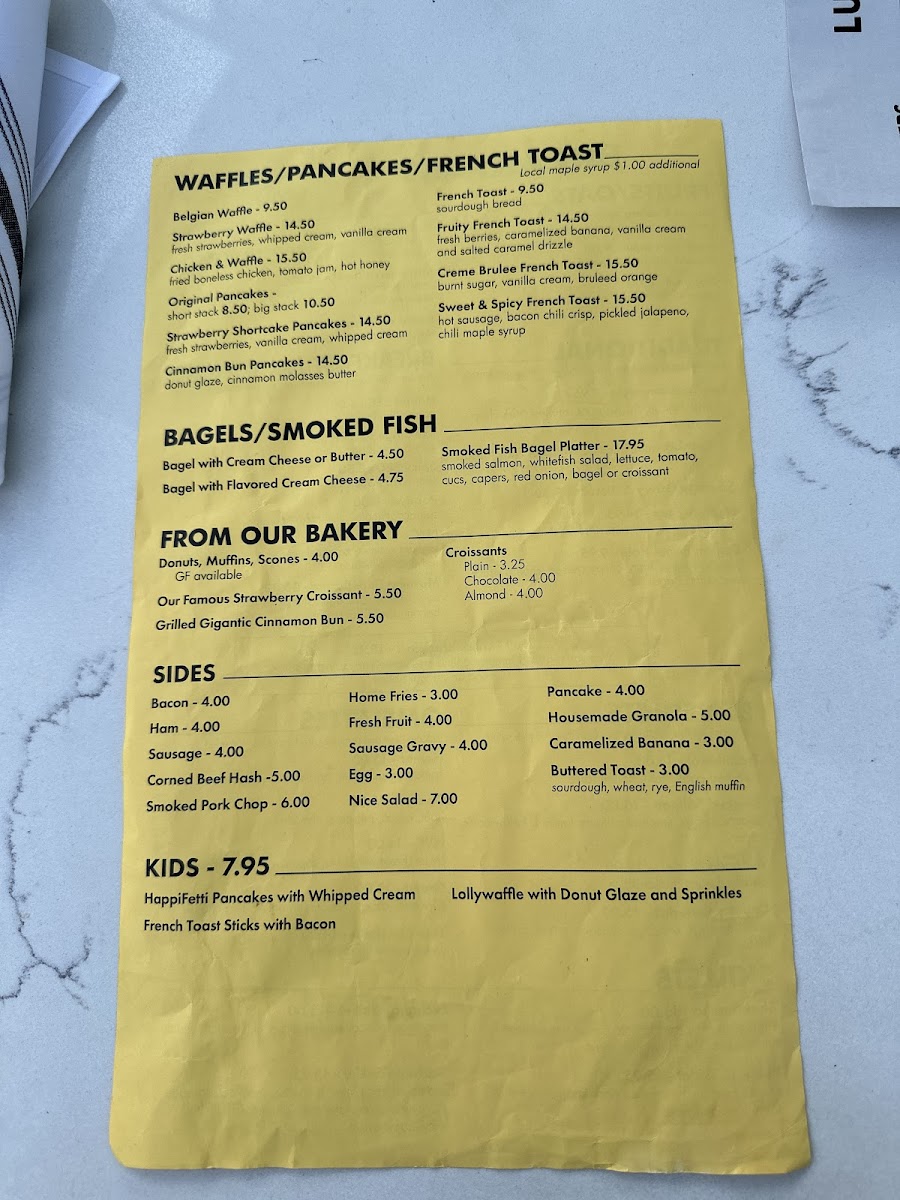 WAFFLES/PANCAKES/FRENCH TOAST
Local maple syrup $1.00 additional
Belgian Waffle - 9.50
Strawberry Waffle - 14.50
fresh strawberries, whipped cream, vanilla cream
Chicken & Waffle - 15.50
fried boneless chicken, tomato jam, hot honey
Original Pancakes -
short stack 8.50; big stack 10.50
Strawberry Shortcake Pancakes - 14.50
fresh strawberries, vanilla cream, whipped cream
Cinnamon Bun Pancakes - 14.50
donut glaze, cinnamon molasses butter
French Toast - 9.50
sourdough bread
Fruity French Toast - 14.50
fresh berries, caramelized banana, vanilla cream
and salted caramel drizzle
Creme Brulee French Toast - 15.50
burnt sugar, vanilla cream, bruleed orange
Sweet & Spicy French Toast - 15.50
hot sausage, bacon chili crisp, pickled jalapeno,
chili maple syrup
BAGELS/SMOKED FISH
Bagel with Cream Cheese or Butter - 4.50
Bagel with Flavored Cream Cheese - 4.75
Smoked Fish Bagel Platter - 17.95
smoked salmon, whitefish salad, lettuce, tomato,
cucs, capers, red onion, bagel or croissant
FROM OUR BAKERY
Donuts, Muffins, Scones - 4.00
GF available
Our Famous Strawberry Croissant - 5.50
Grilled Gigantic Cinnamon Bun - 5.50
Croissants
Plain - 3.25
Chocolate - 4.00
Almond - 4.00
SIDES
Bacon - 4.00
Ham - 4.00
Sausage - 4.00
Corned Beef Hash -5.00
Smoked Pork Chop - 6.00
Home Fries - 3.00
Fresh Fruit - 4.00
Sausage Gravy - 4.00
Egg - 3.00
Nice Salad - 7.00
Pancake - 4.00
Housemade Granola - 5.00
Caramelized Banana - 3.00
Buttered Toast - 3.00
sourdough, wheat, rye, English muffin
KIDS - 7.95
HappiFetti Pancakes with Whipped Cream
French Toast Sticks with Bacon
Lollywaffle with Donut Glaze and Sprinkles
LU